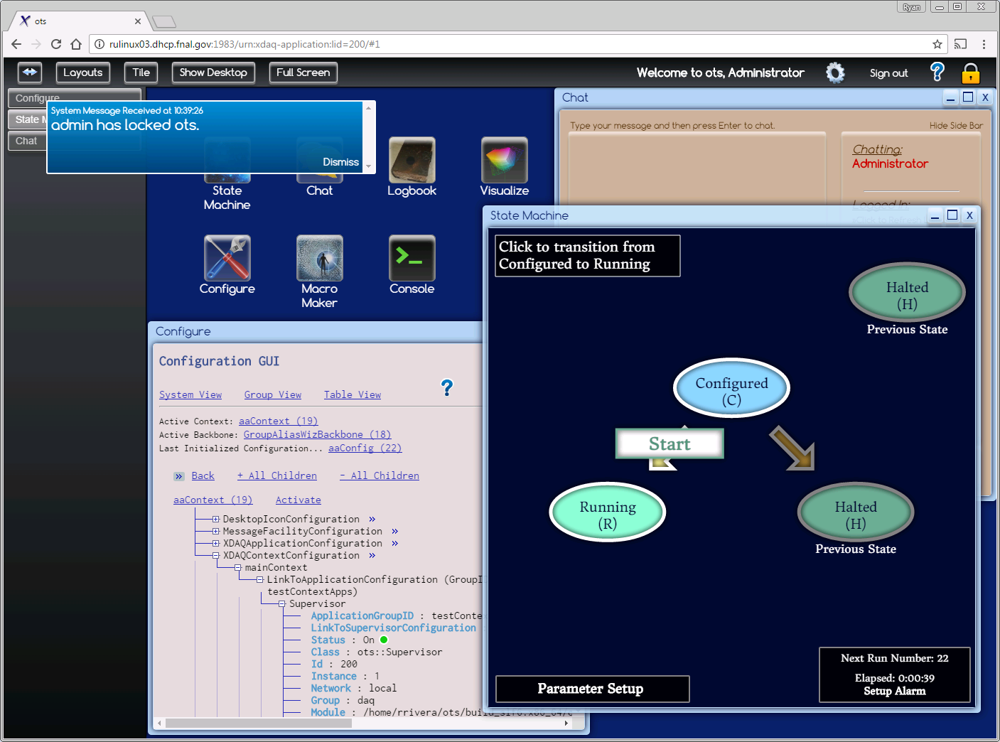 Ryan
ots
rulinux03.dhcp.fnal.gov:1983/urn:xdaq-application:lid=200/#1
Layouts
Tile
Show Desktop
Full Screen
Welcome to ots, Administrator
Sign out
Configure
State M
Chat
System Message Received at 10:39:26
admin has locked ots.
Dismiss
State
Machine
Chat
Logbook
Visualize
Configure
Macro
Maker
Console
Chat
Type your message and then press Enter to chat.
Hide Side Bar
Chatting:
Administrator
Logged In:
State Machine
Click to transition from
Configured to Running
Halted
(H)
Previous State
Configured
(C)
Start
Running
(R)
Halted
(H)
Previous State
Parameter Setup
Next Run Number: 22
Elapsed: 0:00:39
Setup Alarm
Configure
Configuration GUI
System View Group View Table View
Active Context: aaContext (19)
Active Backbone: GroupAliasWizBackbone (18)
Last Initialized Configuration... aaConfig (22)
» Back + All Children - All Children
aaContext (19) Activate
DesktopIconConfiguration »
MessageFacilityConfiguration »
XDAQApplicationConfiguration »
XDAQContextConfiguration »
mainContext
LinkToApplicationConfiguration (GroupI
testContextApps)
Supervisor
ApplicationGroupID : testConte
LinkToSupervisorConfiguration
Status : On
Class : ots::Supervisor
Id : 200
Instance : 1
Network : local
Group : daq
Module : /home/rrivera/ots/